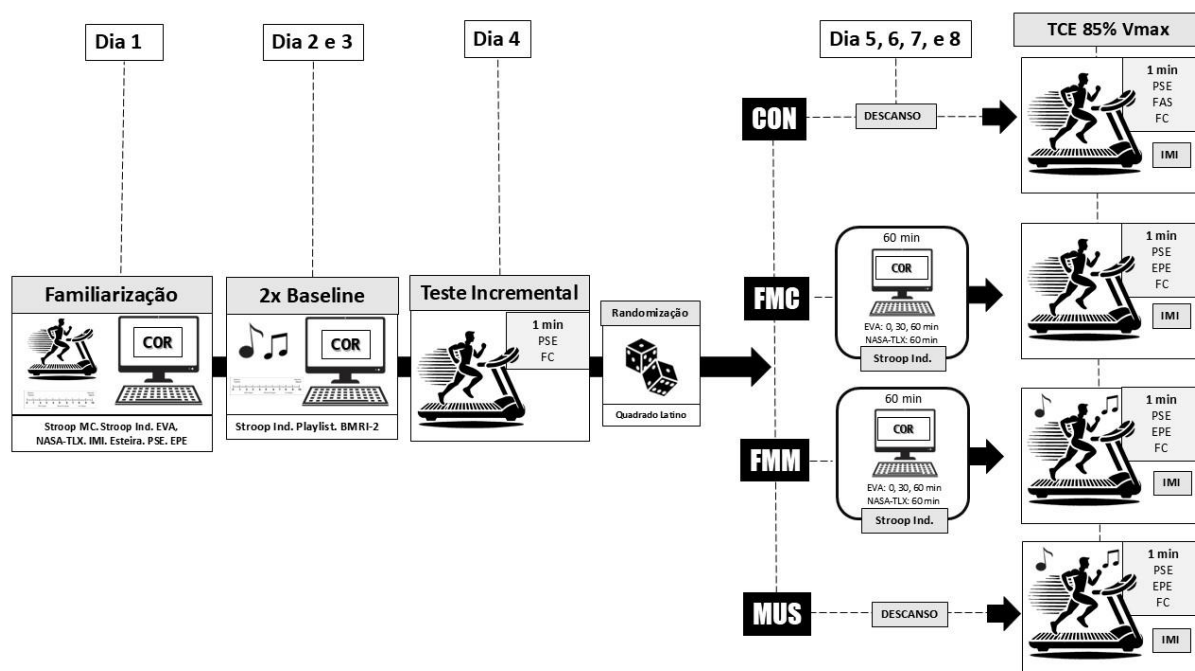 Dia 1
Dia 2 e 3
Dia 4
Dia 5, 6, 7, e 8
TCE 85% Vmax
Familiarização
COR
Stroop MC. Stroop Ind. EVA,
NASA-TLX. IMI. Esteira. PSE. EPE
2x Baseline
COR
Stroop Ind. Playlist. BMRI-2
Teste Incremental
1 min
PSE
FC
Randomização
Quadrado Latino
CON
DESCANSO
1 min
PSE
FAS
FC
IMI
FMC
60 min
COR
EVA: 0, 30, 60 min
NASA-TLX: 60 min
Stroop Ind.
1 min
PSE
EPE
FC
IMI
FMM
60 min
COR
EVA: 0, 30, 60 min
NASA-TLX: 60 min
Stroop Ind.
1 min
PSE
EPE
FC
IMI
MUS
DESCANSO
1 min
PSE
EPE
FC
IMI